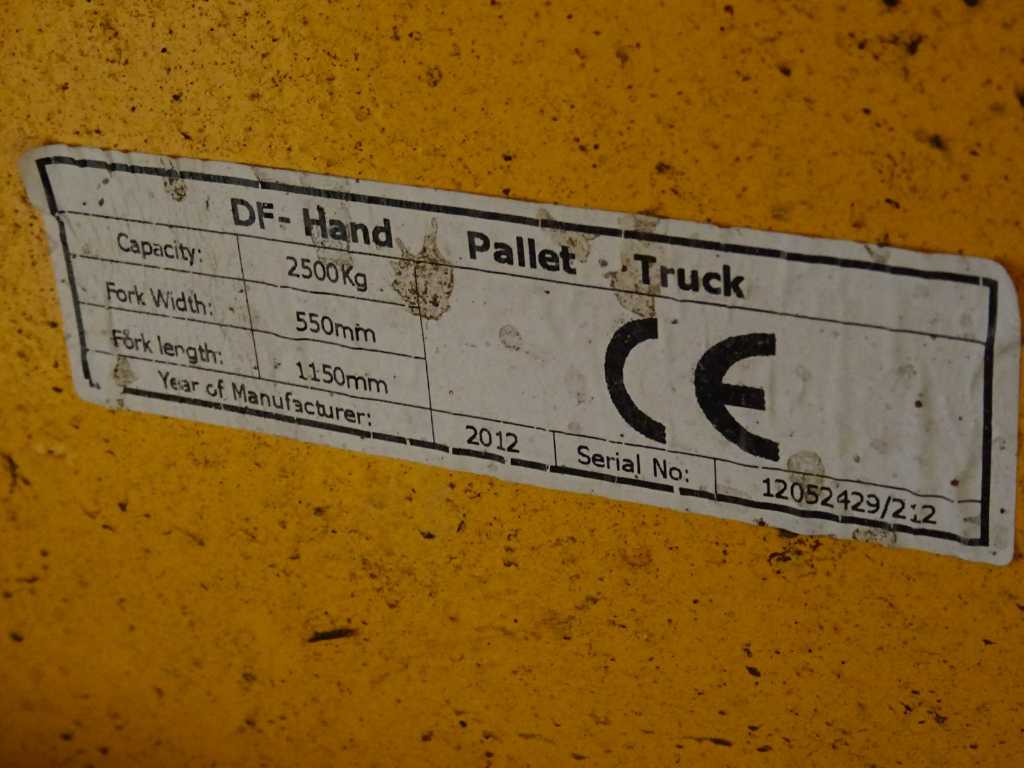 DF- Hand Pallet Truck
Capacity: 2500Kg
Fork Width: 550mm
Fork length: 1150mm
CE
Year of Manufacturer: 2012 Serial No: 12052429/212